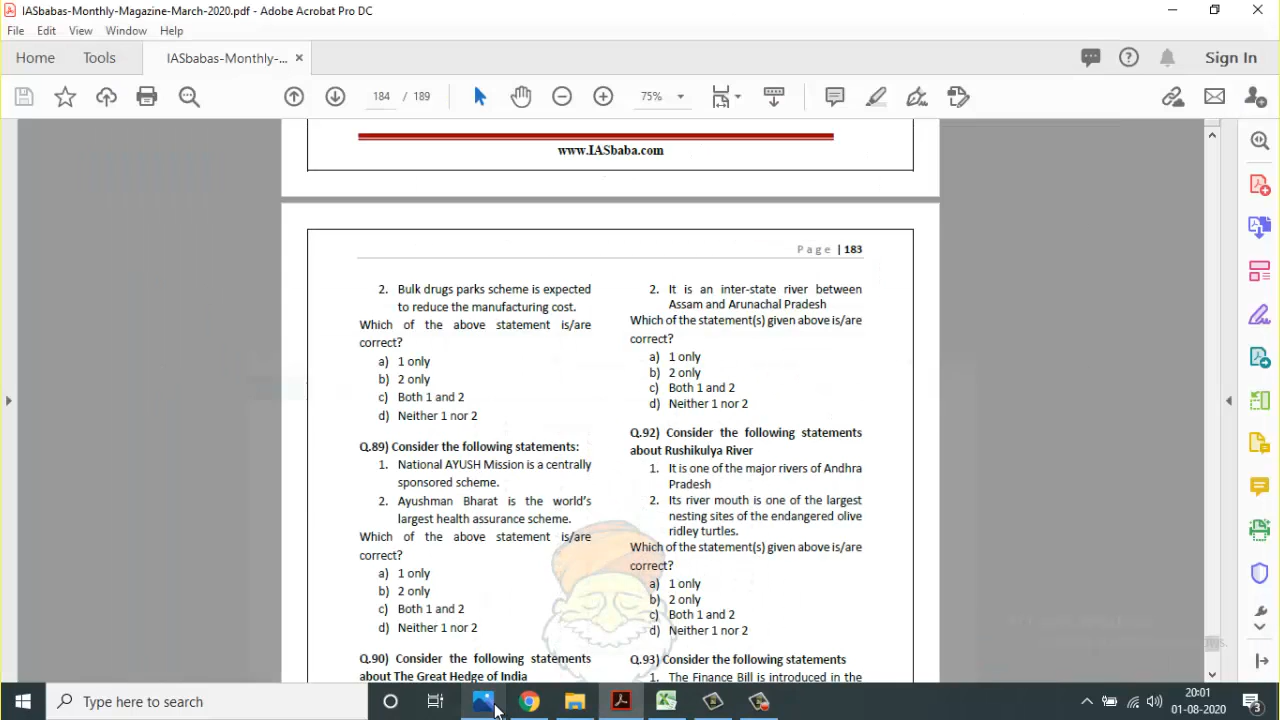 IASbabas-Monthly-Magazine-March-2020.pdf - Adobe Acrobat Pro DC
File Edit View Window Help
Home Tools IASbabas-Monthly-... × Sign In
184 / 189 75%
www.IASbaba.com
Page | 183
2. Bulk drugs parks scheme is expected
to reduce the manufacturing cost.
Which of the above statement is/are
correct?
a) 1 only
b) 2 only
c) Both 1 and 2
d) Neither 1 nor 2
Q.89) Consider the following statements:
1. National AYUSH Mission is a centrally
sponsored scheme.
2. Ayushman Bharat is the world's
largest health assurance scheme.
Which of the above statement is/are
correct?
a) 1 only
b) 2 only
c) Both 1 and 2
d) Neither 1 nor 2
Q.90) Consider the following statements
about The Great Hedge of India
2. It is an inter-state river between
Assam and Arunachal Pradesh
Which of the statement(s) given above is/are
correct?
a) 1 only
b) 2 only
c) Both 1 and 2
d) Neither 1 nor 2
Q.92) Consider the following statements
about Rushikulya River
1. It is one of the major rivers of Andhra
Pradesh
2. Its river mouth is one of the largest
nesting sites of the endangered olive
ridley turtles.
Which of the statement(s) given above is/are
correct?
a) 1 only
b) 2 only
c) Both 1 and 2
d) Neither 1 nor 2
Q.93) Consider the following statements
1. The Finance Bill is introduced in the
Type here to search
20:01
01-08-2020
3